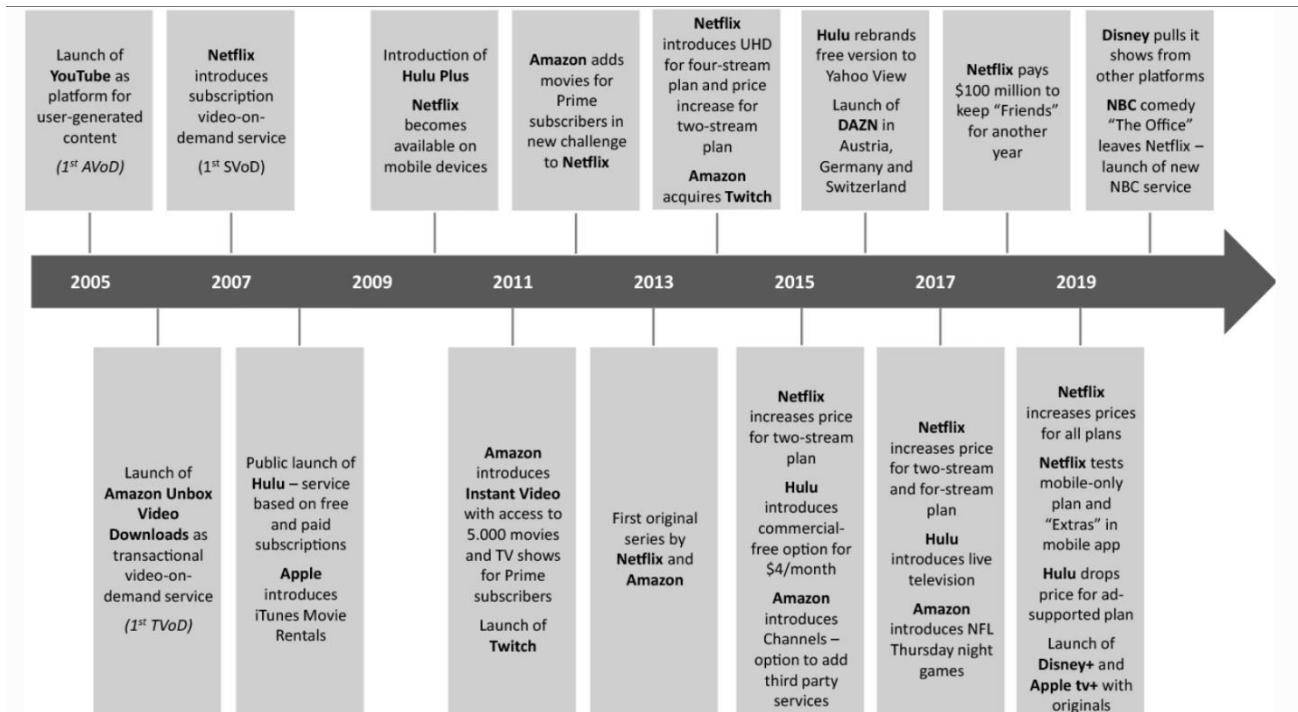 Launch of
YouTube as
platform for
user-generated
content
(1st AVoD)
Netflix
introduces
subscription
video-on-
demand service
(1st SVoD)
Introduction of
Hulu Plus
Netflix
becomes
available on
mobile devices
Amazon adds
movies for
Prime
subscribers in
new challenge
to Netflix
Netflix
introduces UHD
for four-stream
plan and price
increase for
two-stream
plan
Amazon
acquires Twitch
Hulu rebrands
free version to
Yahoo View
Launch of
DAZN in
Austria,
Germany and
Switzerland
Netflix pays
$100 million to
keep “Friends”
for another
year
Disney pulls it
shows from
other platforms
NBC comedy
“The Office”
leaves Netflix –
launch of new
NBC service
2005 2007 2009 2011 2013 2015 2017 2019
Launch of
Amazon Unbox
Video
Downloads as
transactional
video-on-
demand service
(1st TVoD)
Public launch of
Hulu – service
based on free
and paid
subscriptions
Apple
introduces
iTunes Movie
Rentals
Amazon
introduces
Instant Video
with access to
5.000 movies
and TV shows
for Prime
subscribers
Launch of
Twitch
First original
series by
Netflix and
Amazon
Netflix
increases price
for two-stream
plan
Hulu
introduces
commercial-
free option for
$4/month
Amazon
introduces
Channels –
option to add
third party
services
Netflix
increases price
for two-stream
and for-stream
plan
Hulu
introduces live
television
Amazon
introduces NFL
Thursday night
games
Netflix
increases prices
for all plans
Netflix tests
mobile-only
plan and
“Extras” in
mobile app
Hulu drops
price for ad-
supported plan
Launch of
Disney+ and
Apple tv+ with
originals